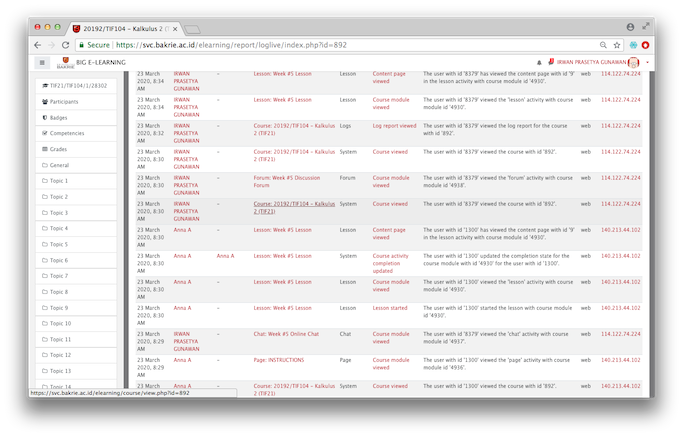 20192/TIF104 – Kalkulus 2 (
Secure | https://svc.bakrie.ac.id/elearning/report/loglive/index.php?id=892
BAKRIE BIG E-LEARNING IRWAN PRASETYA GUNAWAN
TIF21/TIF104/1/28302
Participants
Badges
Competencies
Grades
General
Topic 1
Topic 2
Topic 3
Topic 4
Topic 5
Topic 6
Topic 7
Topic 8
Topic 9
Topic 10
Topic 11
Topic 12
Topic 13
Topic 14
23 March IRWAN – Lesson: Week #5 Lesson Lesson Content page The user with id '8379' has viewed the content page with id '9' web 114.122.74.224
2020, 8:34 PRASETYA viewed in the lesson activity with course module id '4930'.
AM GUNAWAN
23 March IRWAN – Lesson: Week #5 Lesson Lesson Course module The user with id '8379' viewed the 'lesson' activity with course web 114.122.74.224
2020, 8:34 PRASETYA viewed module id '4930'.
AM GUNAWAN
23 March IRWAN – Course: 20192/TIF104 – Kalkulus Logs Log report viewed The user with id '8379' viewed the log report for the course web 114.122.74.224
2020, 8:32 PRASETYA 2 (TIF21) with id '892'.
AM GUNAWAN
23 March IRWAN – Course: 20192/TIF104 – Kalkulus System Course viewed The user with id '8379' viewed the course with id '892'. web 114.122.74.224
2020, 8:30 PRASETYA 2 (TIF21)
AM GUNAWAN
23 March IRWAN – Forum: Week #5 Discussion Forum Course module The user with id '8379' viewed the 'forum' activity with course web 114.122.74.224
2020, 8:30 PRASETYA Forum viewed module id '4938'.
AM GUNAWAN
23 March IRWAN – Course: 20192/TIF104 – Kalkulus System Course viewed The user with id '8379' viewed the course with id '892'. web 114.122.74.224
2020, 8:30 PRASETYA 2 (TIF21)
AM GUNAWAN
23 March Anna A – Lesson: Week #5 Lesson Lesson Content page The user with id '1300' has viewed the content page with id '9' web 140.213.44.102
2020, 8:30 viewed in the lesson activity with course module id '4930'.
AM
23 March Anna A Anna A Lesson: Week #5 Lesson System Course activity The user with id '1300' updated the completion state for the web 140.213.44.102
2020, 8:30 completion course module with id '4930' for the user with id '1300'.
AM updated
23 March Anna A – Lesson: Week #5 Lesson Lesson Course module The user with id '1300' viewed the 'lesson' activity with course web 140.213.44.102
2020, 8:30 viewed module id '4930'.
AM
23 March Anna A – Lesson: Week #5 Lesson Lesson Lesson started The user with id '1300' started the lesson with course module web 140.213.44.102
2020, 8:30 id '4930'.
AM
23 March IRWAN – Chat: Week #5 Online Chat Chat Course module The user with id '8379' viewed the 'chat' activity with course web 114.122.74.224
2020, 8:29 PRASETYA viewed module id '4937'.
AM GUNAWAN
23 March Anna A – Page: INSTRUCTIONS Page Course module The user with id '1300' viewed the 'page' activity with course web 140.213.44.102
2020, 8:29 viewed module id '4936'.
AM
23 March Anna A – Course: 20192/TIF104 – Kalkulus System Course viewed The user with id '1300' viewed the course with id '892'. web 140.213.44.102
2020, 8:29 2 (TIF21)
https://svc.bakrie.ac.id/elearning/course/view.php?id=892